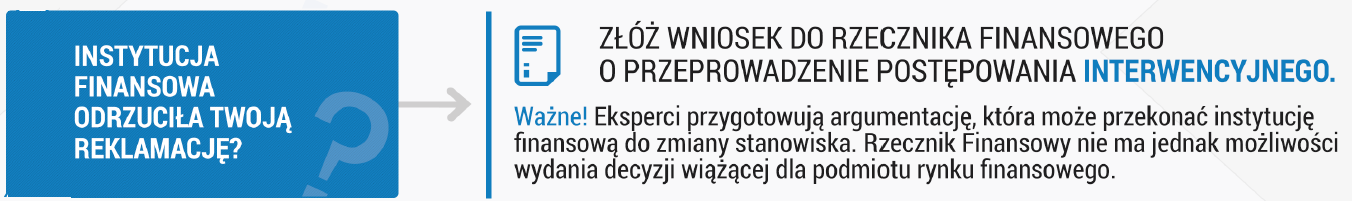 INSTYTUCJA
FINANSOWA
ODRZUCIŁA TWOJĄ
REKLAMACJĘ?
ZŁÓŻ WNIOSEK DO RZECZNIKA FINANSOWEGO
O PRZEPROWADZENIE POSTĘPOWANIA INTERWENCYJNEGO.
Ważne! Eksperci przygotowują argumentację, która może przekonać instytucję
finansową do zmiany stanowiska. Rzecznik Finansowy nie ma jednak możliwości
wydania decyzji wiążącej dla podmiotu rynku finansowego.